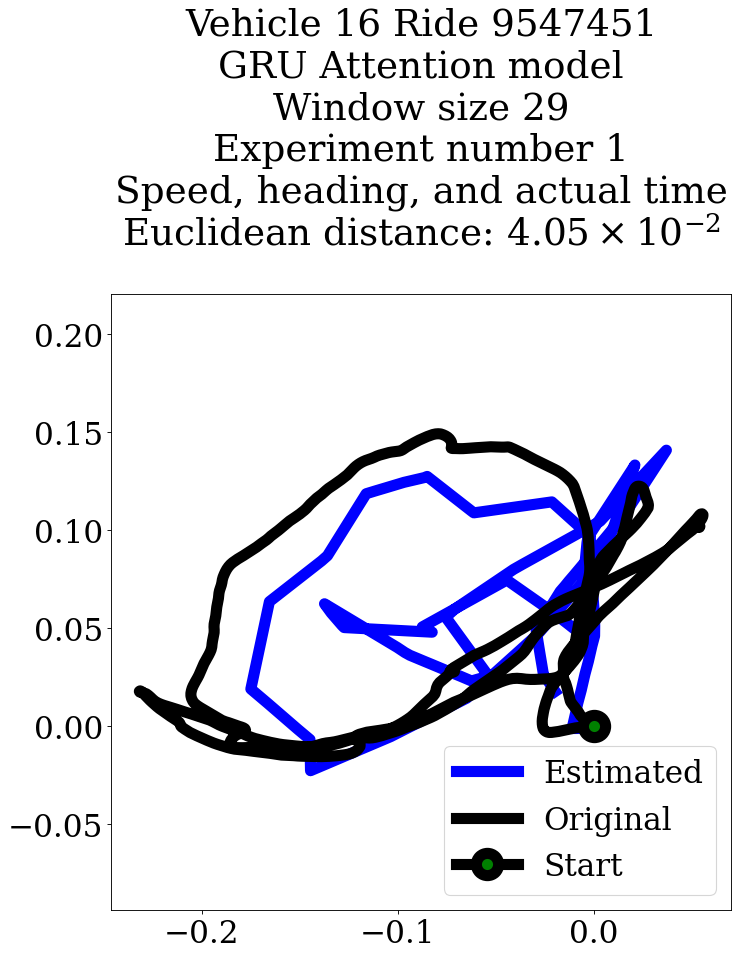 Vehicle 16 Ride 9547451
GRU Attention model
Window size 29
Experiment number 1
Speed, heading, and actual time
Euclidean distance: 4.05 × 10⁻²
0.20
0.15
0.10
0.05
0.00
−0.05
−0.2
−0.1
0.0
Estimated
Original
Start